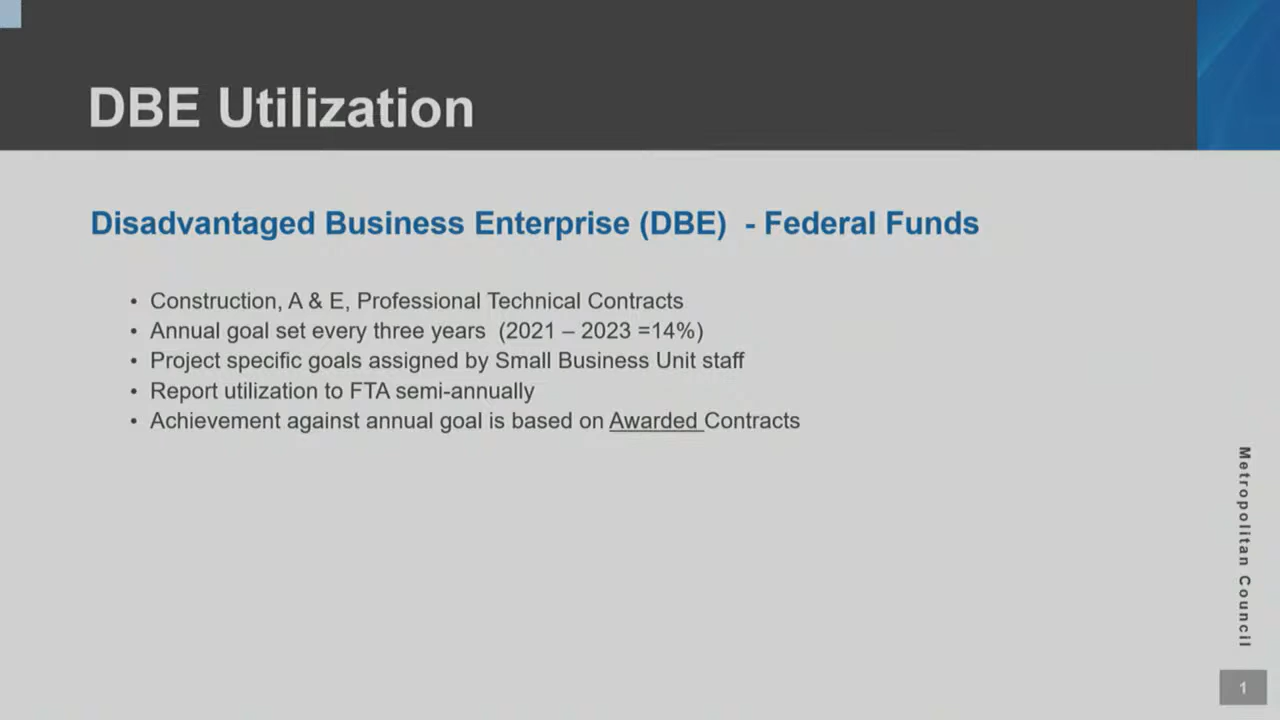 DBE Utilization
Disadvantaged Business Enterprise (DBE)  - Federal Funds
• Construction, A & E, Professional Technical Contracts
• Annual goal set every three years  (2021 – 2023 =14%)
• Project specific goals assigned by Small Business Unit staff
• Report utilization to FTA semi-annually
• Achievement against annual goal is based on Awarded Contracts
Metropolitan Council
1